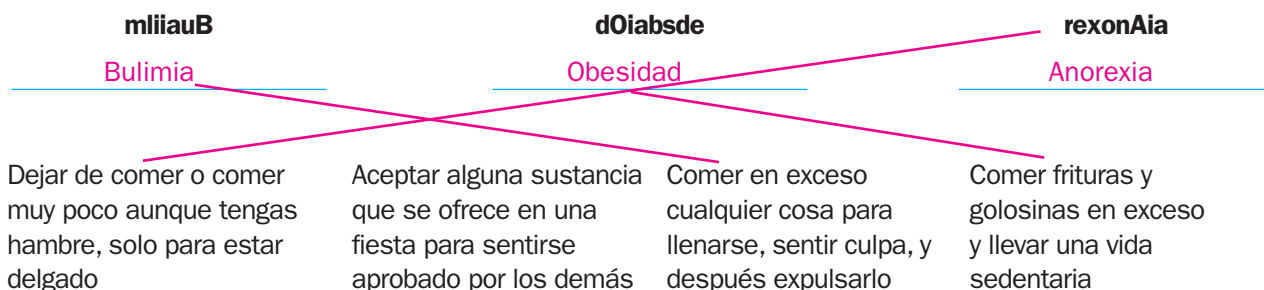 mliiauB dOiabsde rexonAia
Bulimia Obesidad Anorexia
Dejar de comer o comer
muy poco aunque tengas
hambre, solo para estar
delgado
Aceptar alguna sustancia
que se ofrece en una
fiesta para sentirse
aprobado por los demás
Comer en exceso
cualquier cosa para
llenarse, sentir culpa, y
después expulsarlo
Comer frituras y
golosinas en exceso
y llevar una vida
sedentaria